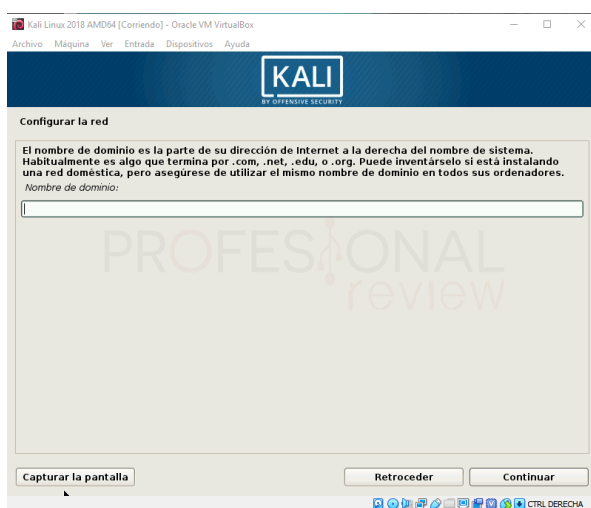 Kali Linux 2018 AMD64 [Corriendo] - Oracle VM VirtualBox
Archivo Máquina Ver Entrada Dispositivos Ayuda
KALI
BY OFFENSIVE SECURITY
Configurar la red
El nombre de dominio es la parte de su dirección de Internet a la derecha del nombre de sistema.
Habitualmente es algo que termina por .com, .net, .edu, o .org. Puede inventárselo si está instalando
una red doméstica, pero asegúrese de utilizar el mismo nombre de dominio en todos sus ordenadores.
Nombre de dominio:
PROFESIONAL
review
Capturar la pantalla Retroceder Continuar
CTRL DERECHA